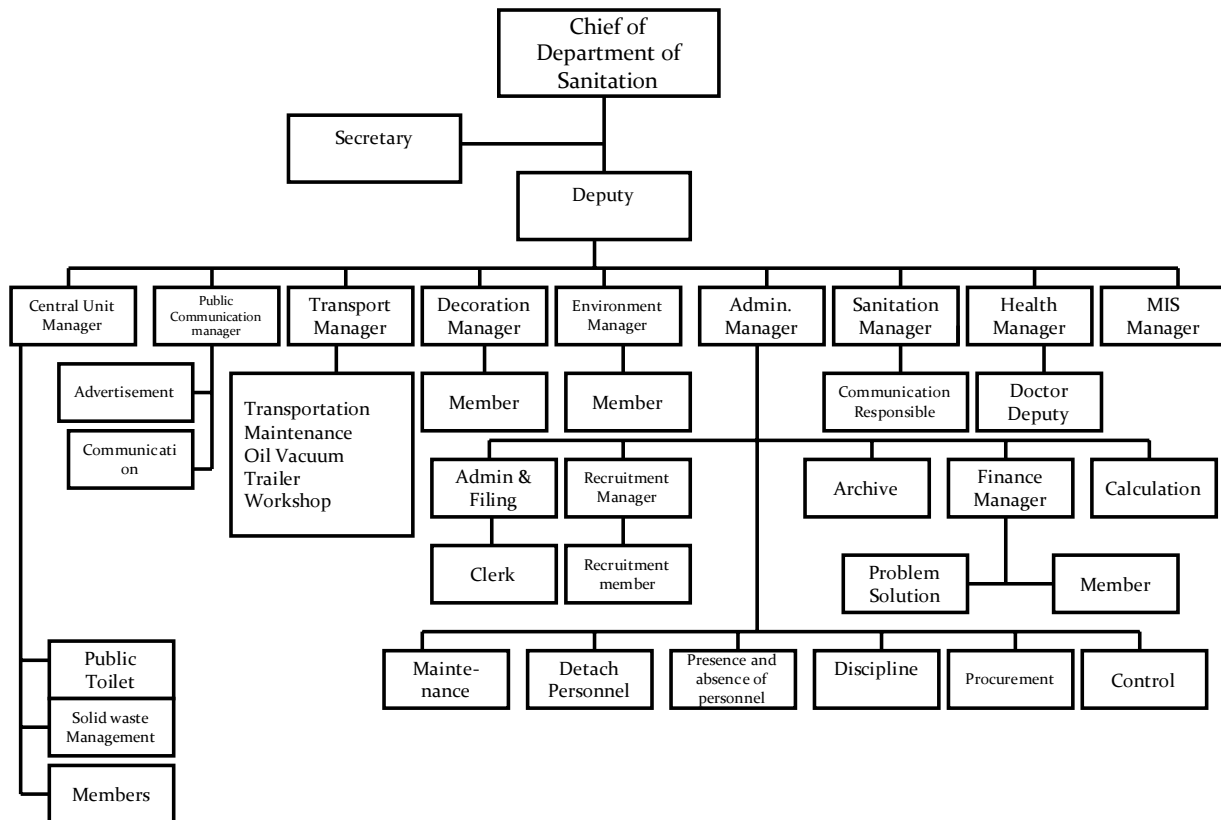 Chief of
Department of
Sanitation
Secretary
Deputy
Central Unit
Manager
Public
Communication
manager
Transport
Manager
Decoration
Manager
Environment
Manager
Admin.
Manager
Sanitation
Manager
Health
Manager
MIS
Manager
Advertisement
Communicati
on
Transportation
Maintenance
Oil Vacuum
Trailer
Workshop
Member
Member
Communication
Responsible
Doctor
Deputy
Admin &
Filing
Recruitment
Manager
Archive
Finance
Manager
Calculation
Clerk
Recruitment
member
Problem
Solution
Member
Public
Toilet
Solid waste
Management
Members
Mainte-
nance
Detach
Personnel
Presence and
absence of
personnel
Discipline
Procurement
Control